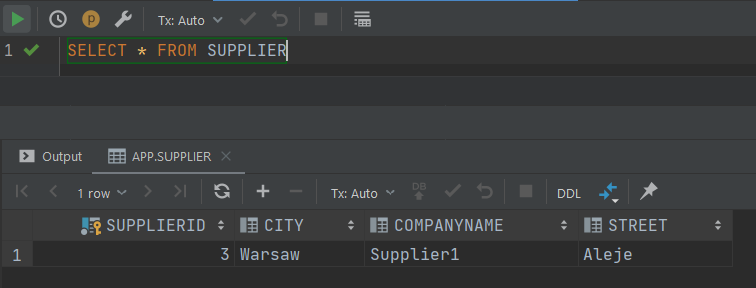 Tx: Auto
1 SELECT * FROM SUPPLIER
Output APP.SUPPLIER
1 row Tx: Auto DB DDL
SUPPLIERID CITY COMPANYNAME STREET
1 3 Warsaw Supplier1 Aleje